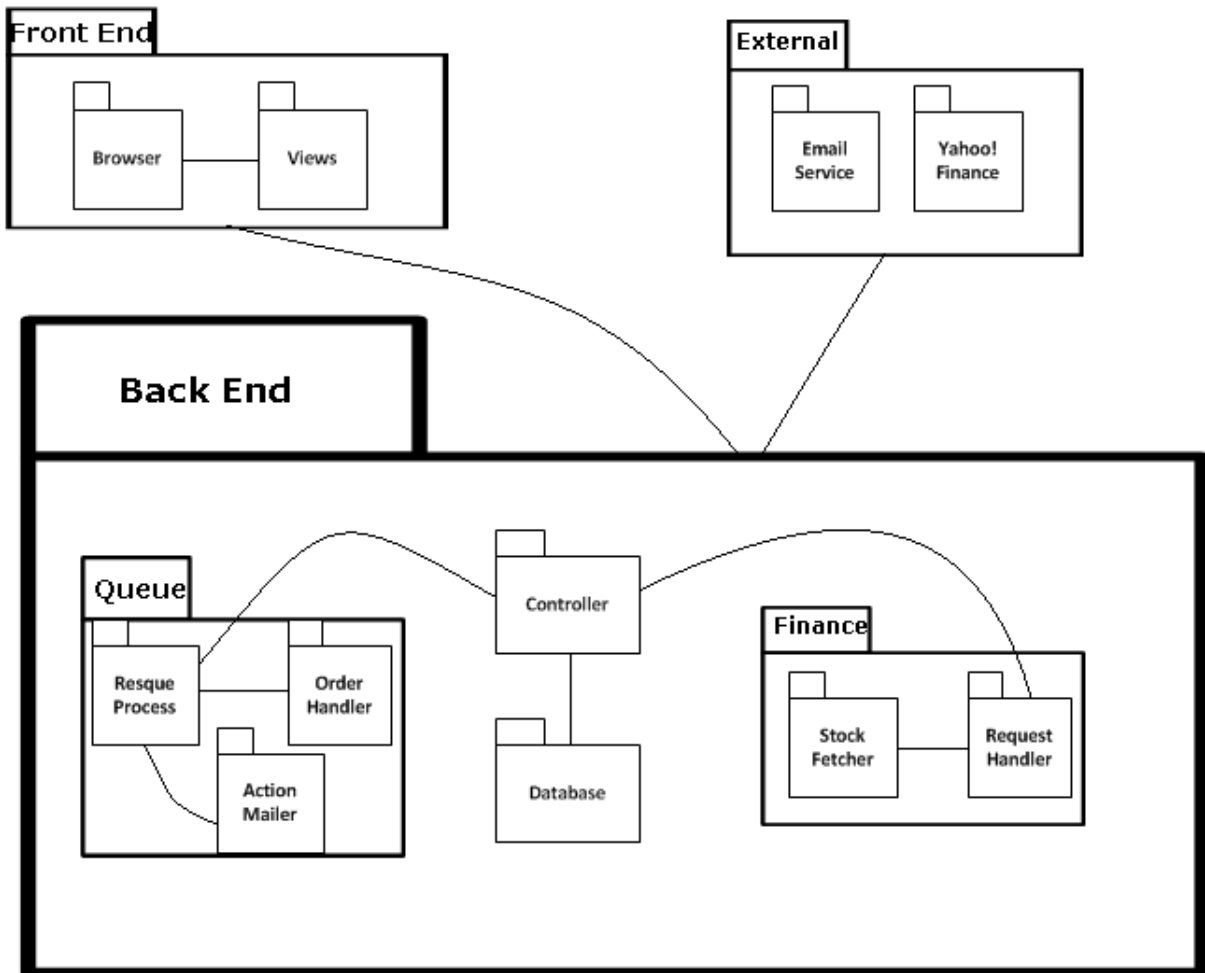 Front End
Browser
Views
External
Email
Service
Yahoo!
Finance
Back End
Queue
Resque
Process
Order
Handler
Action
Mailer
Controller
Database
Finance
Stock
Fetcher
Request
Handler